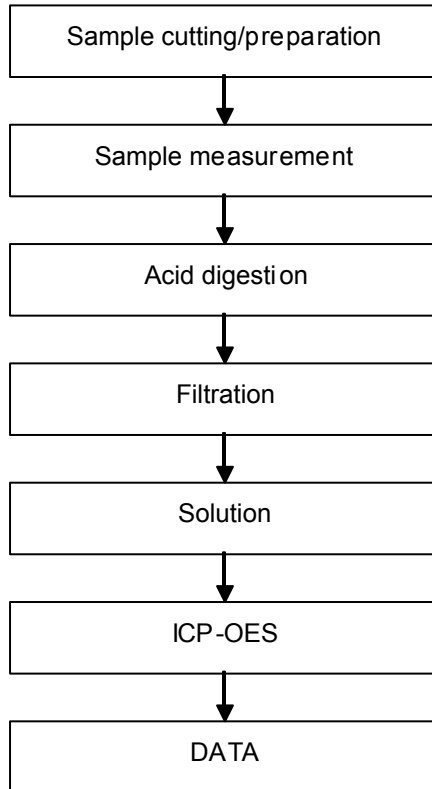 Sample cutting/preparation
Sample measurement
Acid digestion
Filtration
Solution
ICP-OES
DATA